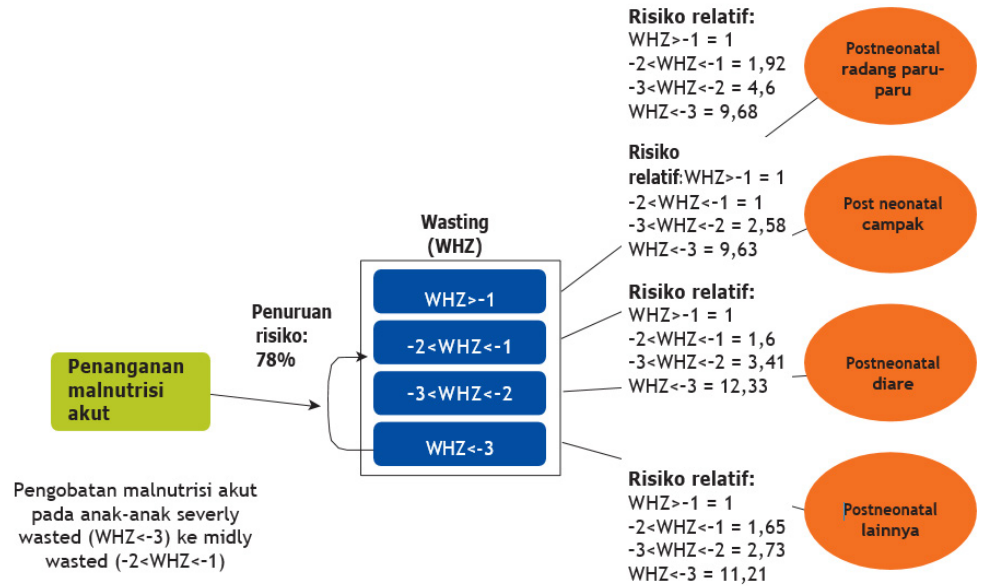 Penanganan
malnutrisi
akut
Pengobatan malnutrisi akut
pada anak-anak severly
wasted (WHZ<-3) ke midly
wasted (-2<WHZ<-1)
Penuruan
risiko:
78%
Wasting
(WHZ)
WHZ>-1
-2<WHZ<-1
-3<WHZ<-2
WHZ<-3
Risiko relatif:
WHZ>-1 = 1
-2<WHZ<-1 = 1,92
-3<WHZ<-2 = 4,6
WHZ<-3 = 9,68
Postneonatal
radang paru-
paru
Risiko
relatif:WHZ>-1 = 1
-2<WHZ<-1 = 1
-3<WHZ<-2 = 2,58
WHZ<-3 = 9,63
Post neonatal
campak
Risiko relatif:
WHZ>-1 = 1
-2<WHZ<-1 = 1,6
-3<WHZ<-2 = 3,41
WHZ<-3 = 12,33
Postneonatal
diare
Risiko relatif:
WHZ>-1 = 1
-2<WHZ<-1 = 1,65
-3<WHZ<-2 = 2,73
WHZ<-3 = 11,21
Postneonatal
lainnya